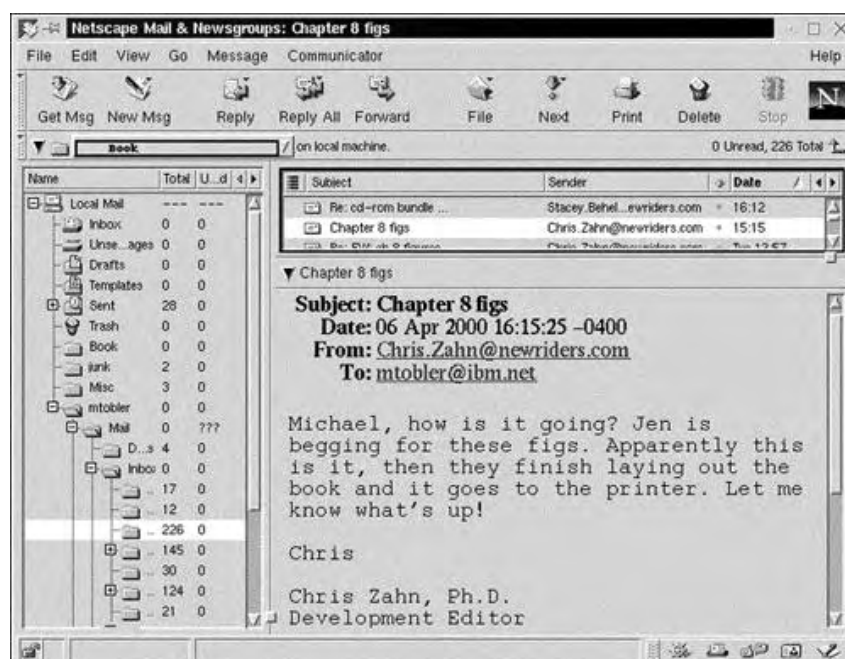 Netscape Mail & Newsgroups: Chapter 8 figs
File Edit View Go Message Communicator Help
Get Msg New Msg Reply Reply All Forward File Next Print Delete Stop N
Book on local machine. 0 Unread, 226 Total
Name Total U...d
Local Mail --- ---
Inbox 0 0
Unse...ages 0 0
Drafts 0 0
Templates 0 0
Sent 28 0
Trash 0 0
Book 0 0
junk 2 0
Misc 3 0
mtobler 0 0
Mail 0 ???
D...s 4 0
Inbox 0 0
.. 17 0
.. 12 0
.. 226 0
.. 145 0
.. 30 0
.. 124 0
.. 21 0
Subject Sender Date
Re: cd-rom bundle ... Stacey.Behel...ewriders.com 16:12
Chapter 8 figs Chris.Zahn@newriders.com 15:15
Chapter 8 figs
Subject: Chapter 8 figs
Date: 06 Apr 2000 16:15:25 -0400
From: Chris.Zahn@newriders.com
To: mtobler@ibm.net
Michael, how is it going? Jen is
begging for these figs. Apparently this
is it, then they finish laying out the
book and it goes to the printer. Let me
know what's up!
Chris
Chris Zahn, Ph.D.
Development Editor